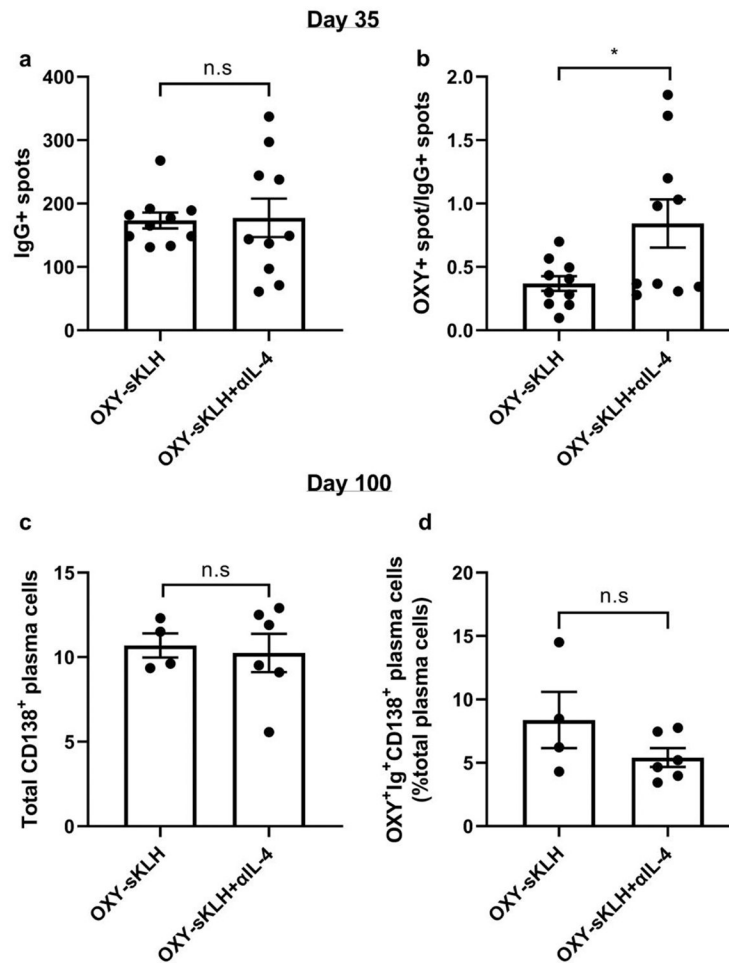 Day 35
a
n.s
IgG+ spots
400
300
200
100
0
OXY-sKLH
OXY-sKLH+αIL-4
b
*
OXY+ spot/IgG+ spots
2.0
1.5
1.0
0.5
0.0
OXY-sKLH
OXY-sKLH+αIL-4
Day 100
c
n.s
Total CD138⁺ plasma cells
15
10
5
0
OXY-sKLH
OXY-sKLH+αIL-4
d
n.s
OXY⁺Ig⁺CD138⁺ plasma cells
(%total plasma cells)
20
15
10
5
0
OXY-sKLH
OXY-sKLH+αIL-4